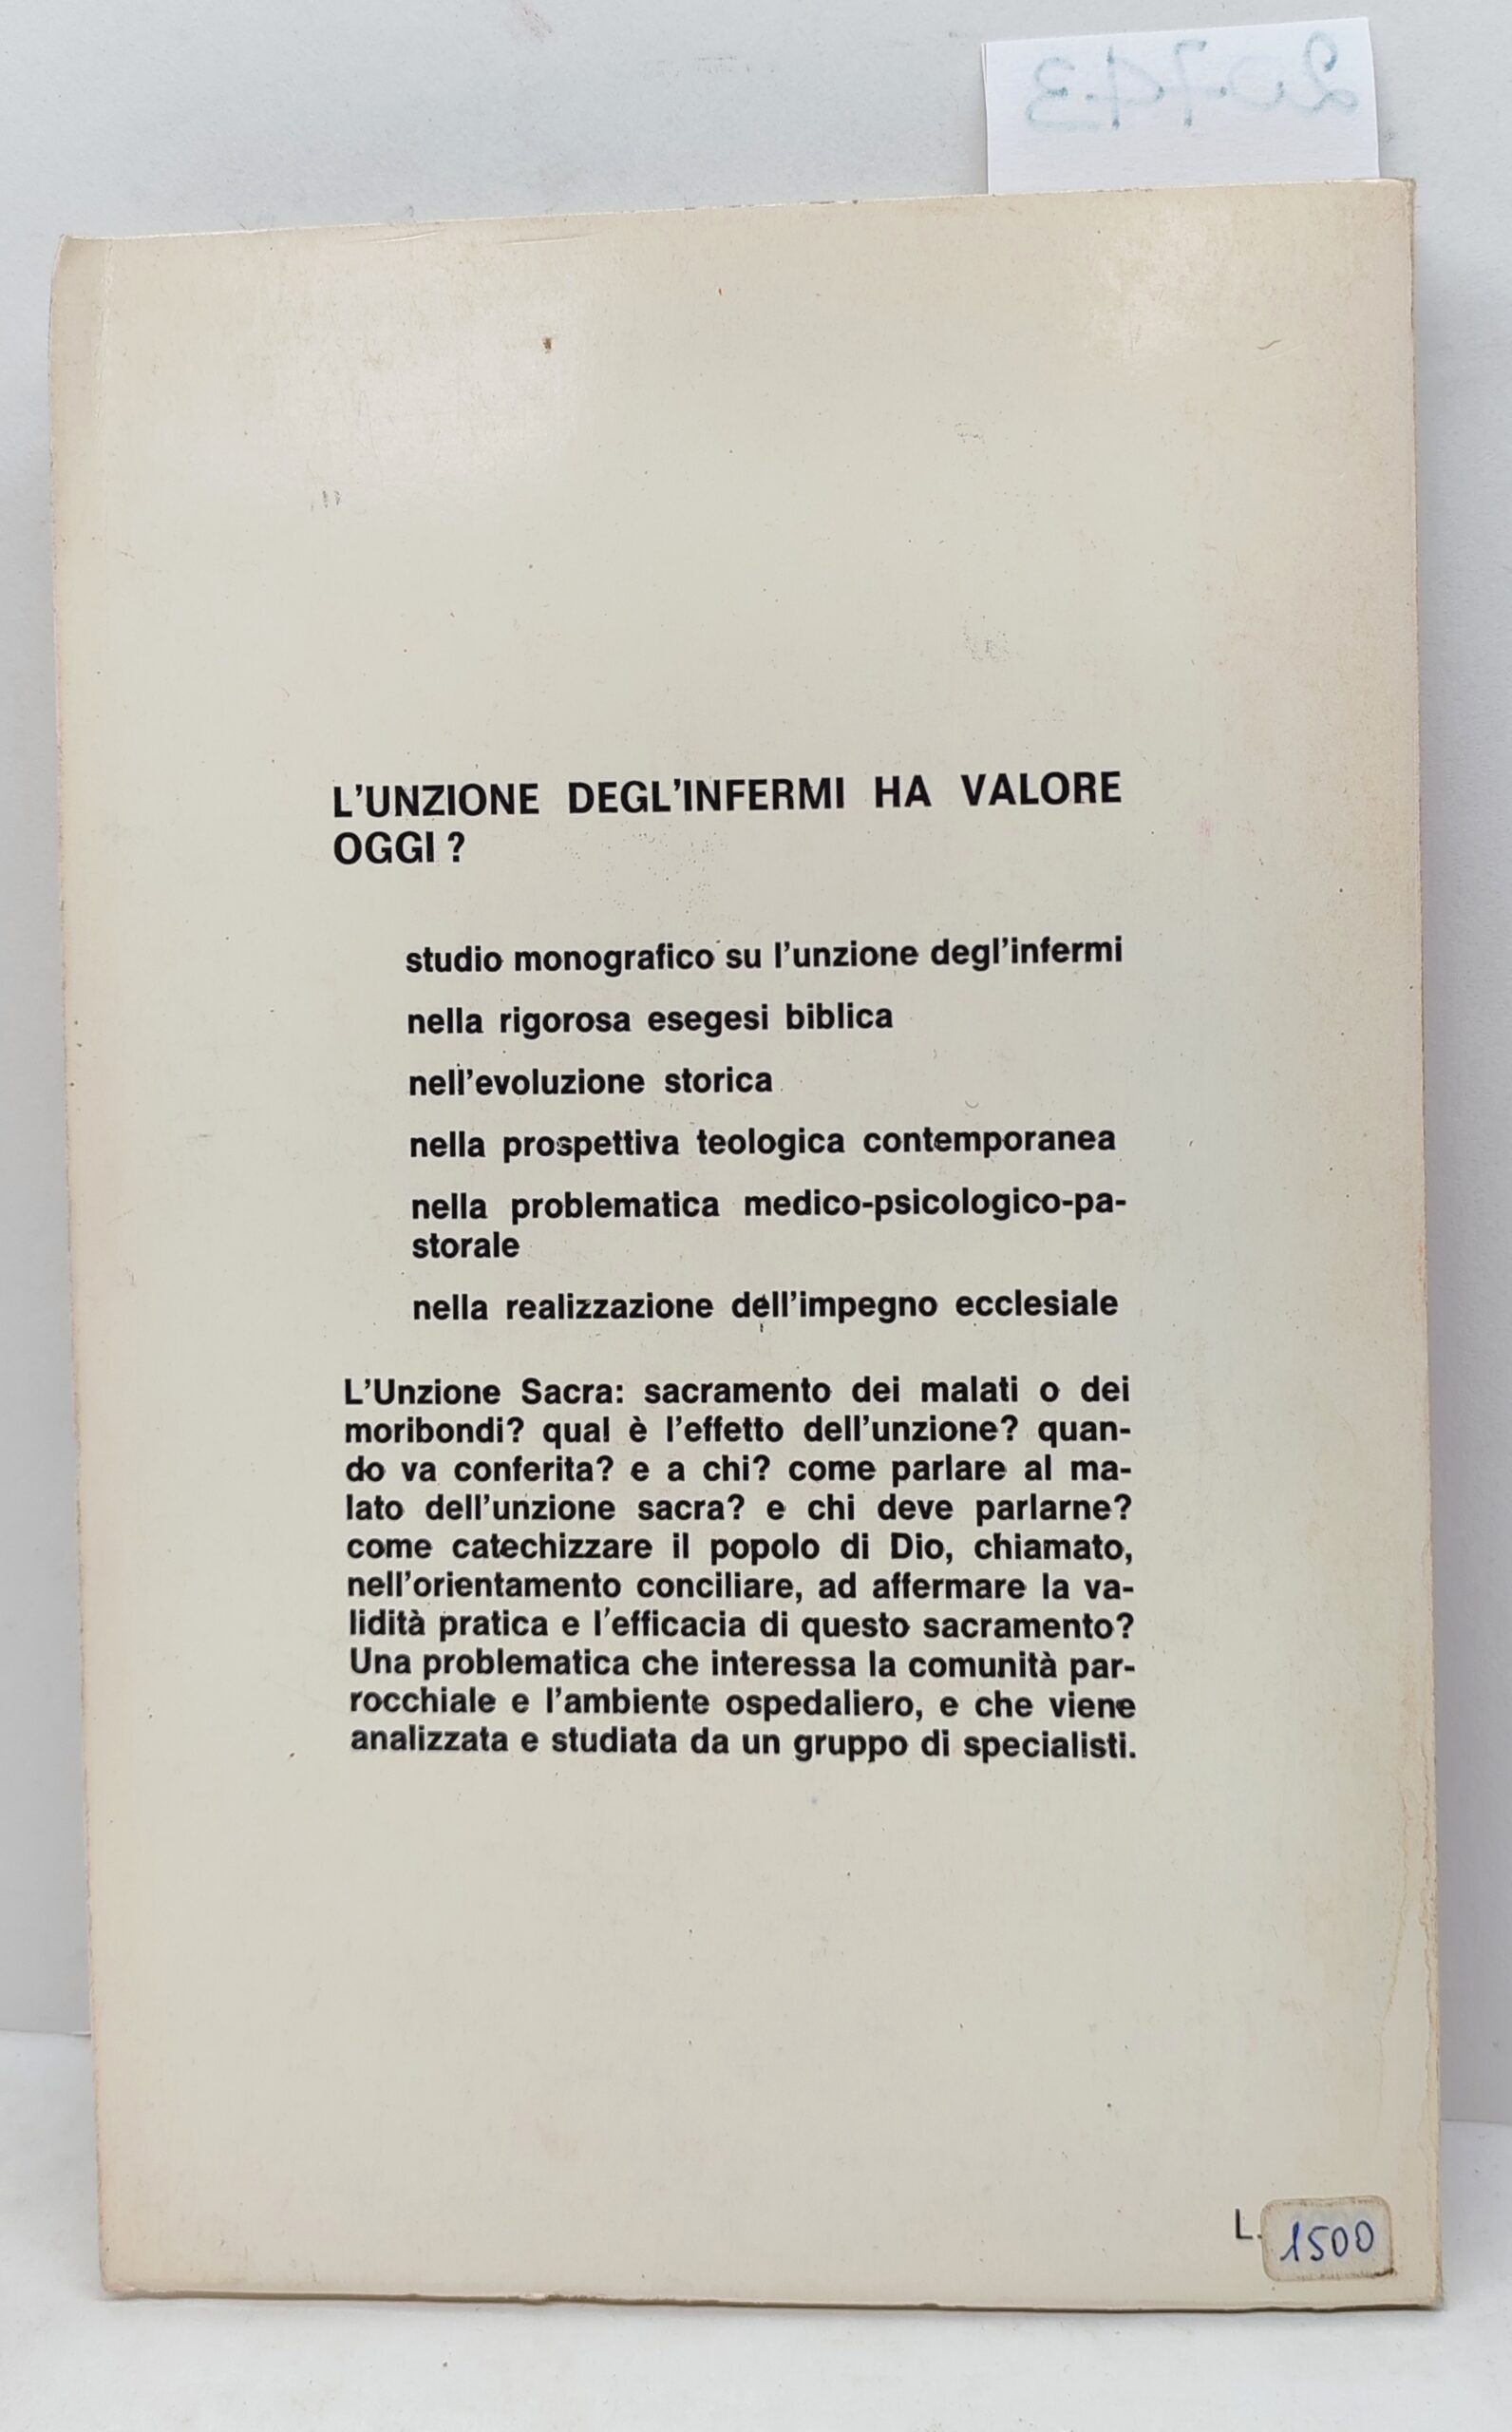 20743
L'UNZIONE DEGL'INFERMI HA VALORE
OGGI?
studio monografico su l'unzione degl'infermi
nella rigorosa esegesi biblica
nell'evoluzione storica
nella prospettiva teologica contemporanea
nella problematica medico-psicologico-pa-
storale
nella realizzazione dell'impegno ecclesiale
L'Unzione Sacra: sacramento dei malati o dei
moribondi? qual è l'effetto dell'unzione? quan-
do va conferita? e a chi? come parlare al ma-
lato dell'unzione sacra? e chi deve parlarne?
come catechizzare il popolo di Dio, chiamato,
nell'orientamento conciliare, ad affermare la va-
lidità pratica e l'efficacia di questo sacramento?
Una problematica che interessa la comunità par-
rocchiale e l'ambiente ospedaliero, e che viene
analizzata e studiata da un gruppo di specialisti.
L. 1500